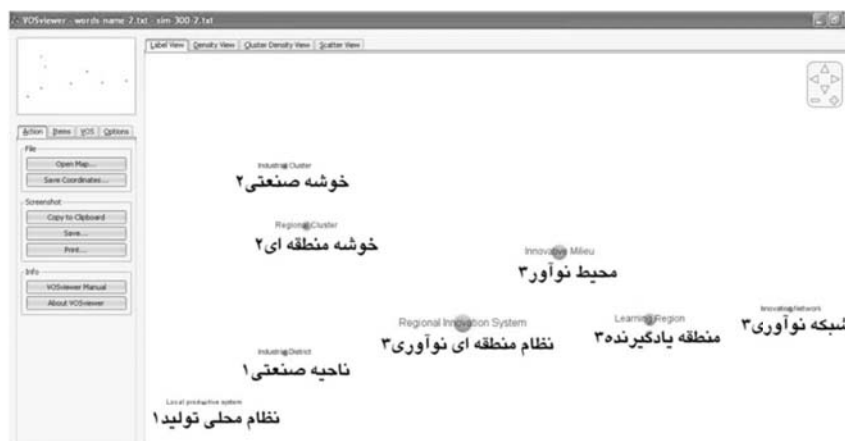 VOSviewer - words name-2.txt - sim 300-2.txt
Label View Density View Cluster Density View Scatter View
Action Items VOS Options
File
Open Map...
Save Coordinates...
Screenshot
Copy to Clipboard
Save...
Print...
Info
VOSviewer Manual
About VOSviewer
Industrial Cluster
خوشه صنعتی۲
Regional Cluster
خوشه منطقه ای۲
Innovative Milieu
محیط نوآور۳
Regional Innovation System
نظام منطقه ای نوآوری۳
Learning Region
منطقه یادگیرنده۳
Innovating Network
شبکه نوآوری۳
Industrial District
ناحیه صنعتی۱
Local productive system
نظام محلی تولید۱